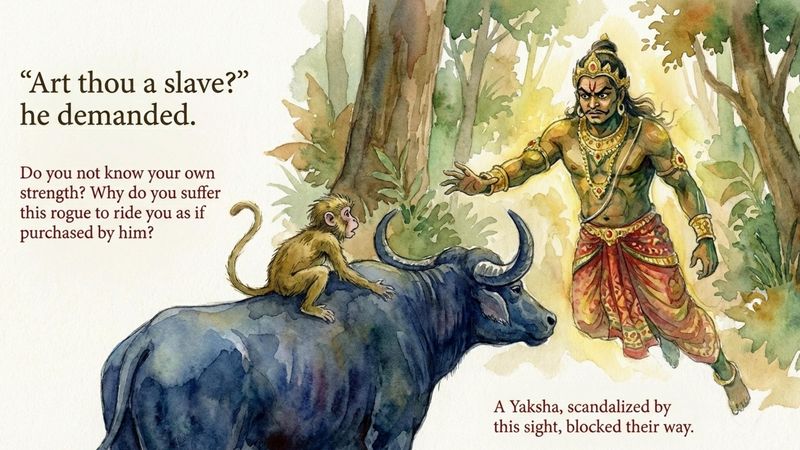 “Art thou a slave?”
he demanded.
Do you not know your own
strength? Why do you suffer
this rogue to ride you as if
purchased by him?
A Yaksha, scandalized by
this sight, blocked their way.